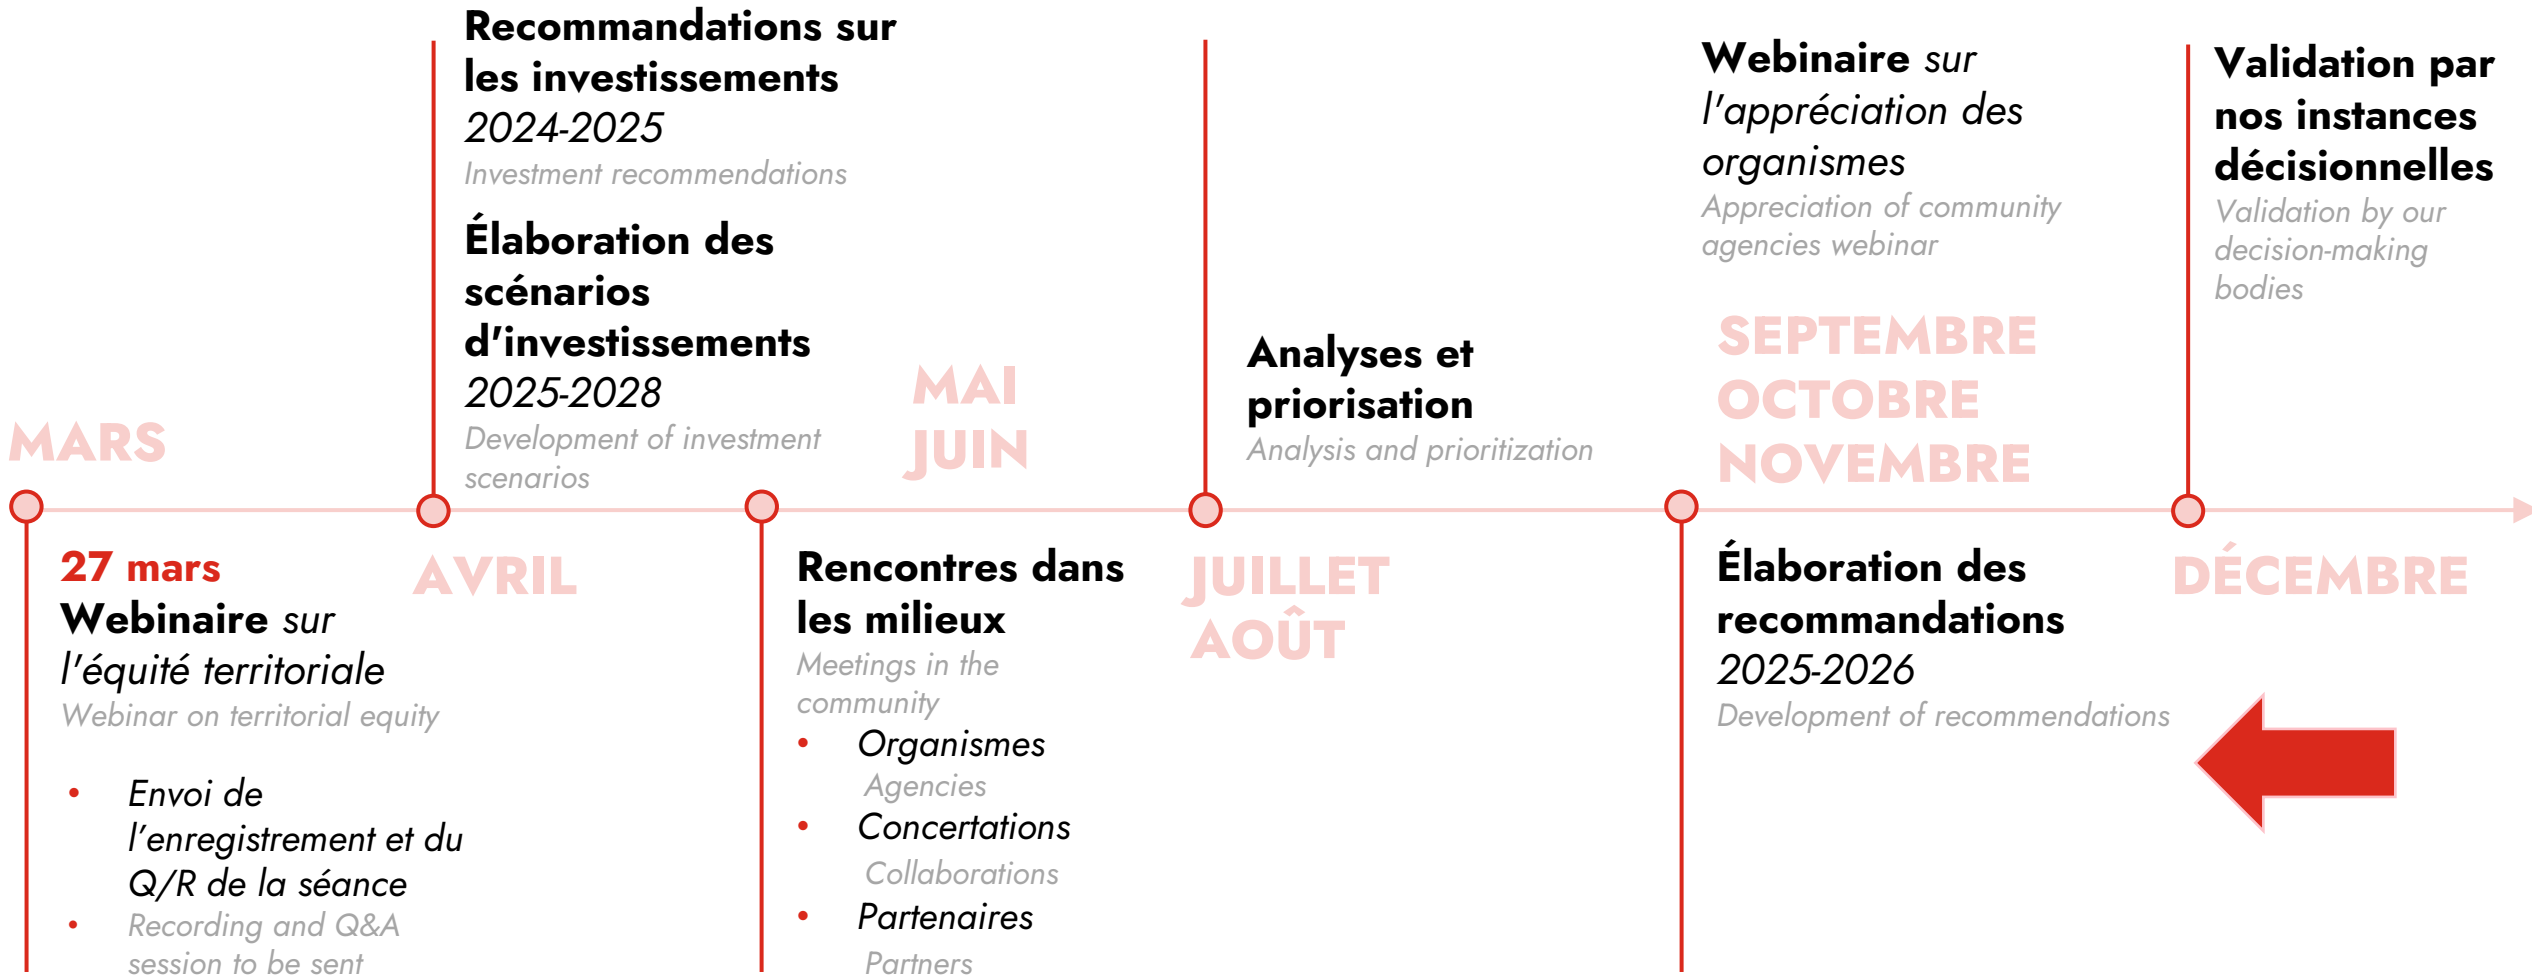 MARS
27 mars
Webinaire sur
l'équité territoriale
Webinar on territorial equity
• Envoi de
l’enregistrement et du
Q/R de la séance
• Recording and Q&A
session to be sent
Recommandations sur
les investissements
2024-2025
Investment recommendations
Élaboration des
scénarios
d'investissements
2025-2028
Development of investment
scenarios
AVRIL
MAI
JUIN
Rencontres dans
les milieux
Meetings in the
community
• Organismes
Agencies
• Concertations
Collaborations
• Partenaires
Partners
Analyses et
priorisation
Analysis and prioritization
JUILLET
AOÛT
Webinaire sur
l'appréciation des
organismes
Appreciation of community
agencies webinar
SEPTEMBRE
OCTOBRE
NOVEMBRE
Élaboration des
recommandations
2025-2026
Development of recommendations
Validation par
nos instances
décisionnelles
Validation by our
decision-making
bodies
DÉCEMBRE